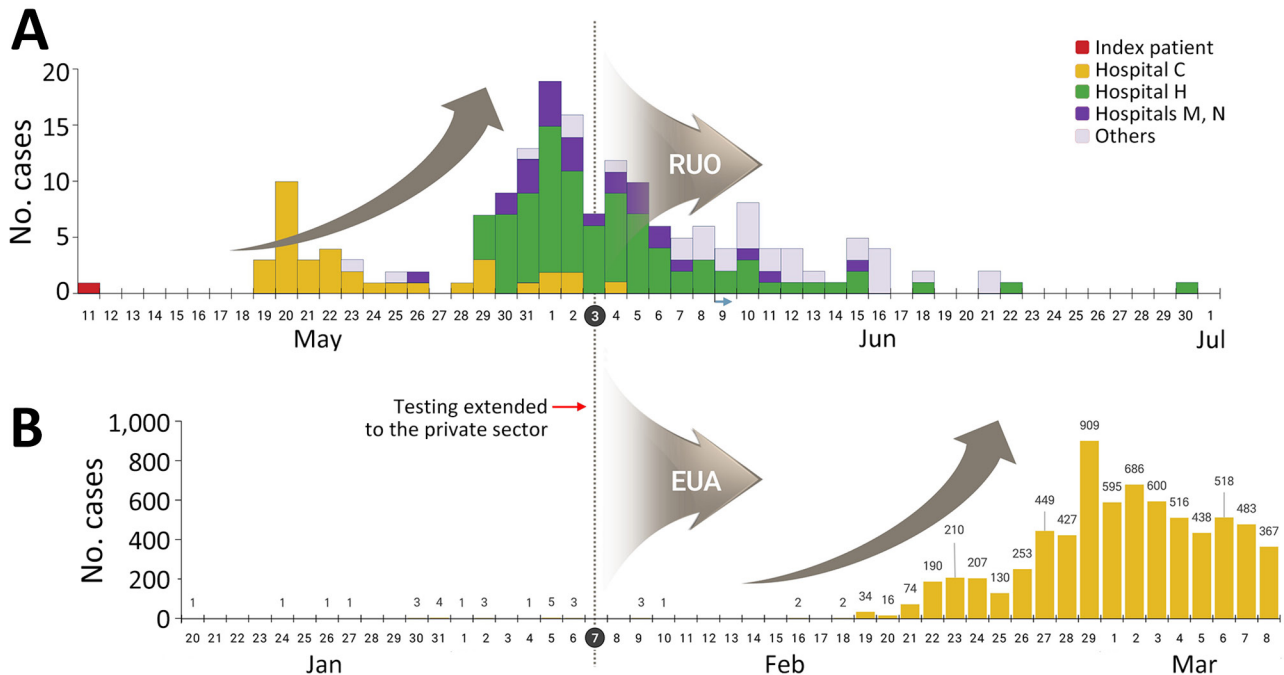 A
No. cases
20
15
10
5
0
Index patient
Hospital C
Hospital H
Hospitals M, N
Others
RUO
11 12 13 14 15 16 17 18 19 20 21 22 23 24 25 26 27 28 29 30 31 1 2 3 4 5 6 7 8 9 10 11 12 13 14 15 16 17 18 19 20 21 22 23 24 25 26 27 28 29 30 1
May Jun Jul
Testing extended
to the private sector
B
No. cases
1,000
800
600
400
200
0
EUA
1 1 1 1 3 4 1 3 1 5 3 3 1 2 2 34 16 74 190 210 207 130 253 449 427 909 595 686 600 516 438 518 483 367
20 21 22 23 24 25 26 27 28 29 30 31 1 2 3 4 5 6 7 8 9 10 11 12 13 14 15 16 17 18 19 20 21 22 23 24 25 26 27 28 29 1 2 3 4 5 6 7 8
Jan Feb Mar